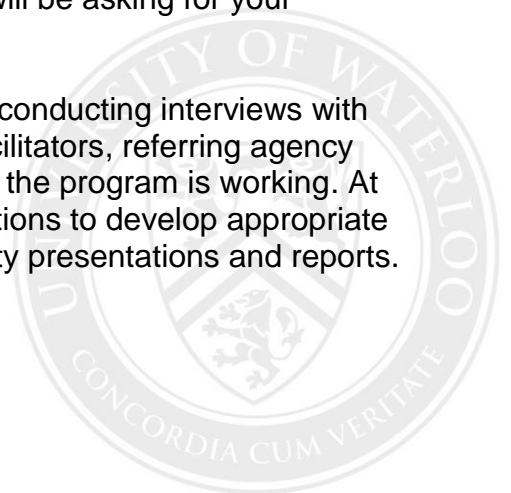 will be asking for your
conducting interviews with
cilitators, referring agency
the program is working. At
tions to develop appropriate
ty presentations and reports.
UNIVERSITY OF WATERLOO
CONCORDIA CUM VERITATE